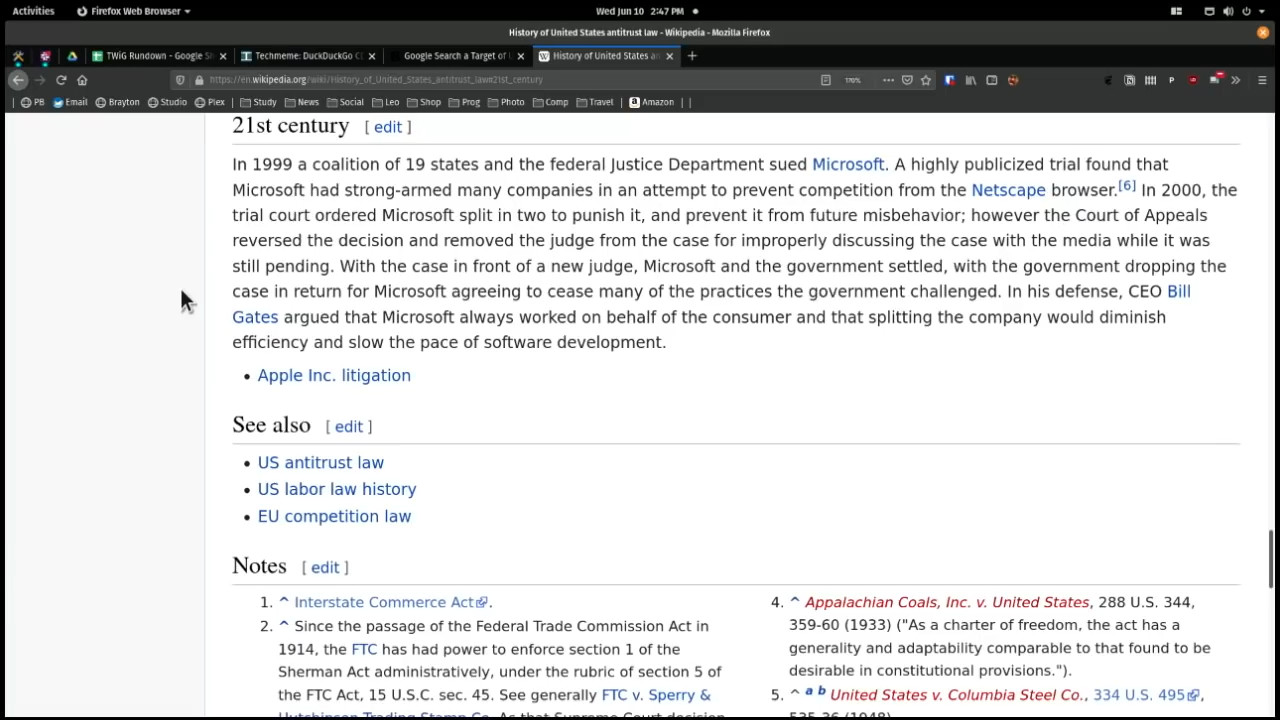 Activities
Firefox Web Browser
Wed Jun 10 2:47 PM
History of United States antitrust law - Wikipedia - Mozilla Firefox
TWiG Rundown - Google S
Techmeme: DuckDuckGo C
Google Search a Target of
History of United States an
https://en.wikipedia.org/wiki/History_of_United_States_antitrust_law#21st_century
170%
PB Email Brayton Studio Plex Study News Social Leo Shop Prog Photo Comp Travel Amazon
21st century [ edit ]
In 1999 a coalition of 19 states and the federal Justice Department sued Microsoft. A highly publicized trial found that
Microsoft had strong-armed many companies in an attempt to prevent competition from the Netscape browser.[6] In 2000, the
trial court ordered Microsoft split in two to punish it, and prevent it from future misbehavior; however the Court of Appeals
reversed the decision and removed the judge from the case for improperly discussing the case with the media while it was
still pending. With the case in front of a new judge, Microsoft and the government settled, with the government dropping the
case in return for Microsoft agreeing to cease many of the practices the government challenged. In his defense, CEO Bill
Gates argued that Microsoft always worked on behalf of the consumer and that splitting the company would diminish
efficiency and slow the pace of software development.
• Apple Inc. litigation
See also [ edit ]
• US antitrust law
• US labor law history
• EU competition law
Notes [ edit ]
1. ^ Interstate Commerce Act.
2. ^ Since the passage of the Federal Trade Commission Act in
1914, the FTC has had power to enforce section 1 of the
Sherman Act administratively, under the rubric of section 5 of
the FTC Act, 15 U.S.C. sec. 45. See generally FTC v. Sperry &
Hutchinson Trading Stamp Co. As that Supreme Court decision
4. ^ Appalachian Coals, Inc. v. United States, 288 U.S. 344,
359-60 (1933) ("As a charter of freedom, the act has a
generality and adaptability comparable to that found to be
desirable in constitutional provisions.").
5. ^ a b United States v. Columbia Steel Co., 334 U.S. 495,
535-36 (1948)